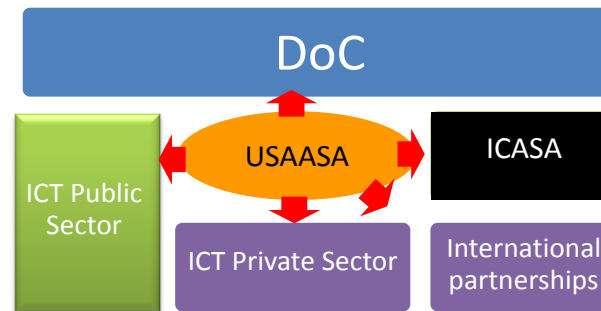 DoC
USAASA
ICASA
ICT Public
Sector
ICT Private Sector
International
partnerships